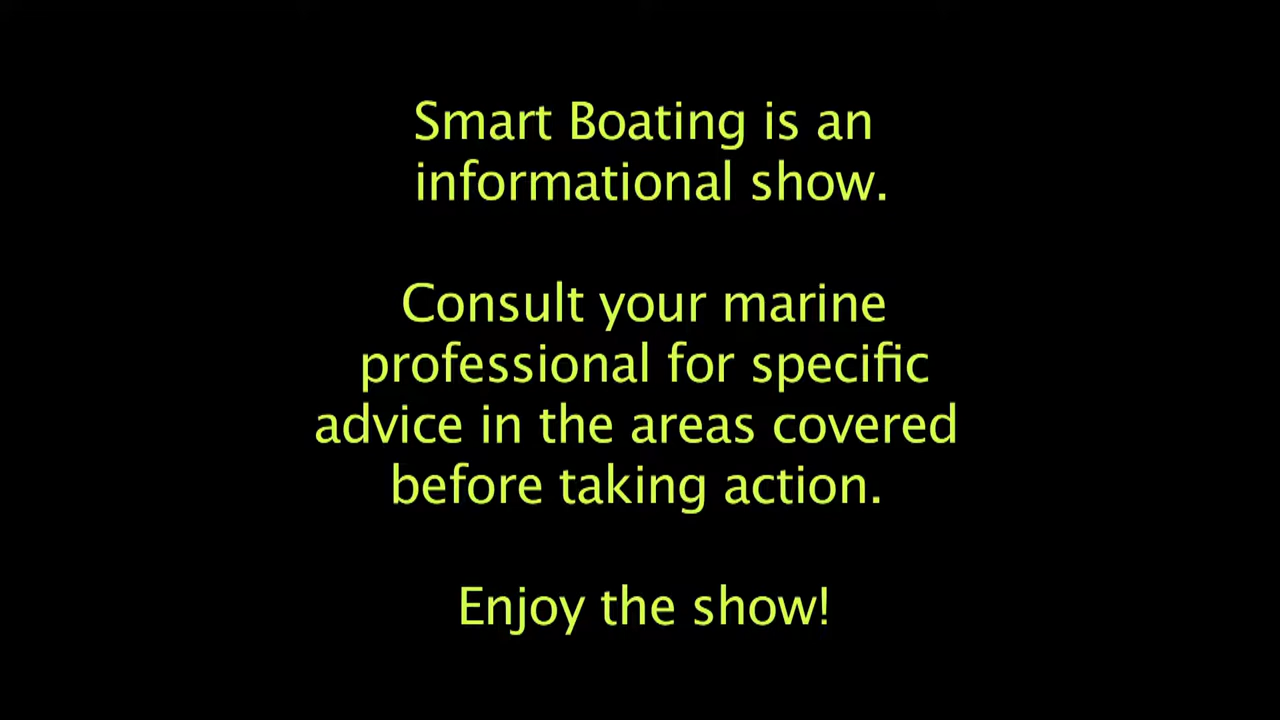 Smart Boating is an
informational show.
Consult your marine
professional for specific
advice in the areas covered
before taking action.
Enjoy the show!